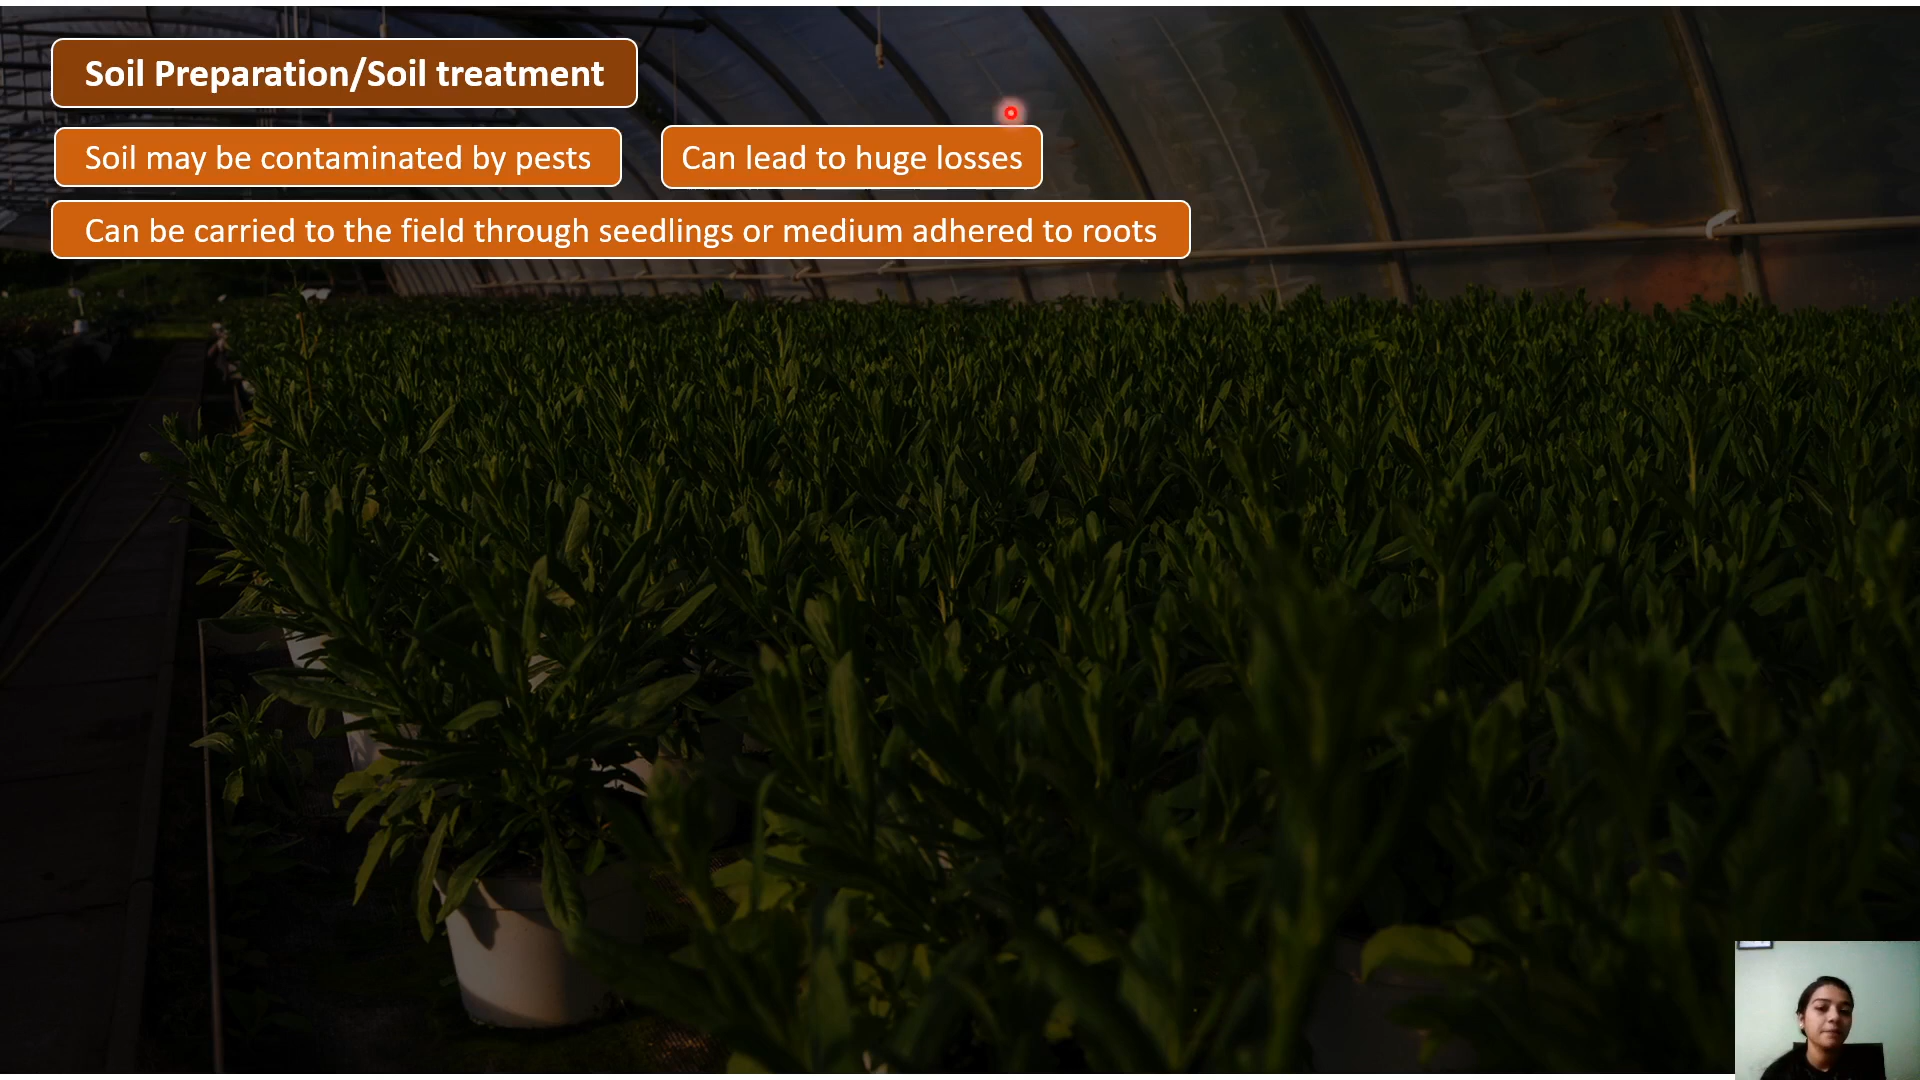 Soil Preparation/Soil treatment
Soil may be contaminated by pests
Can lead to huge losses
Can be carried to the field through seedlings or medium adhered to roots